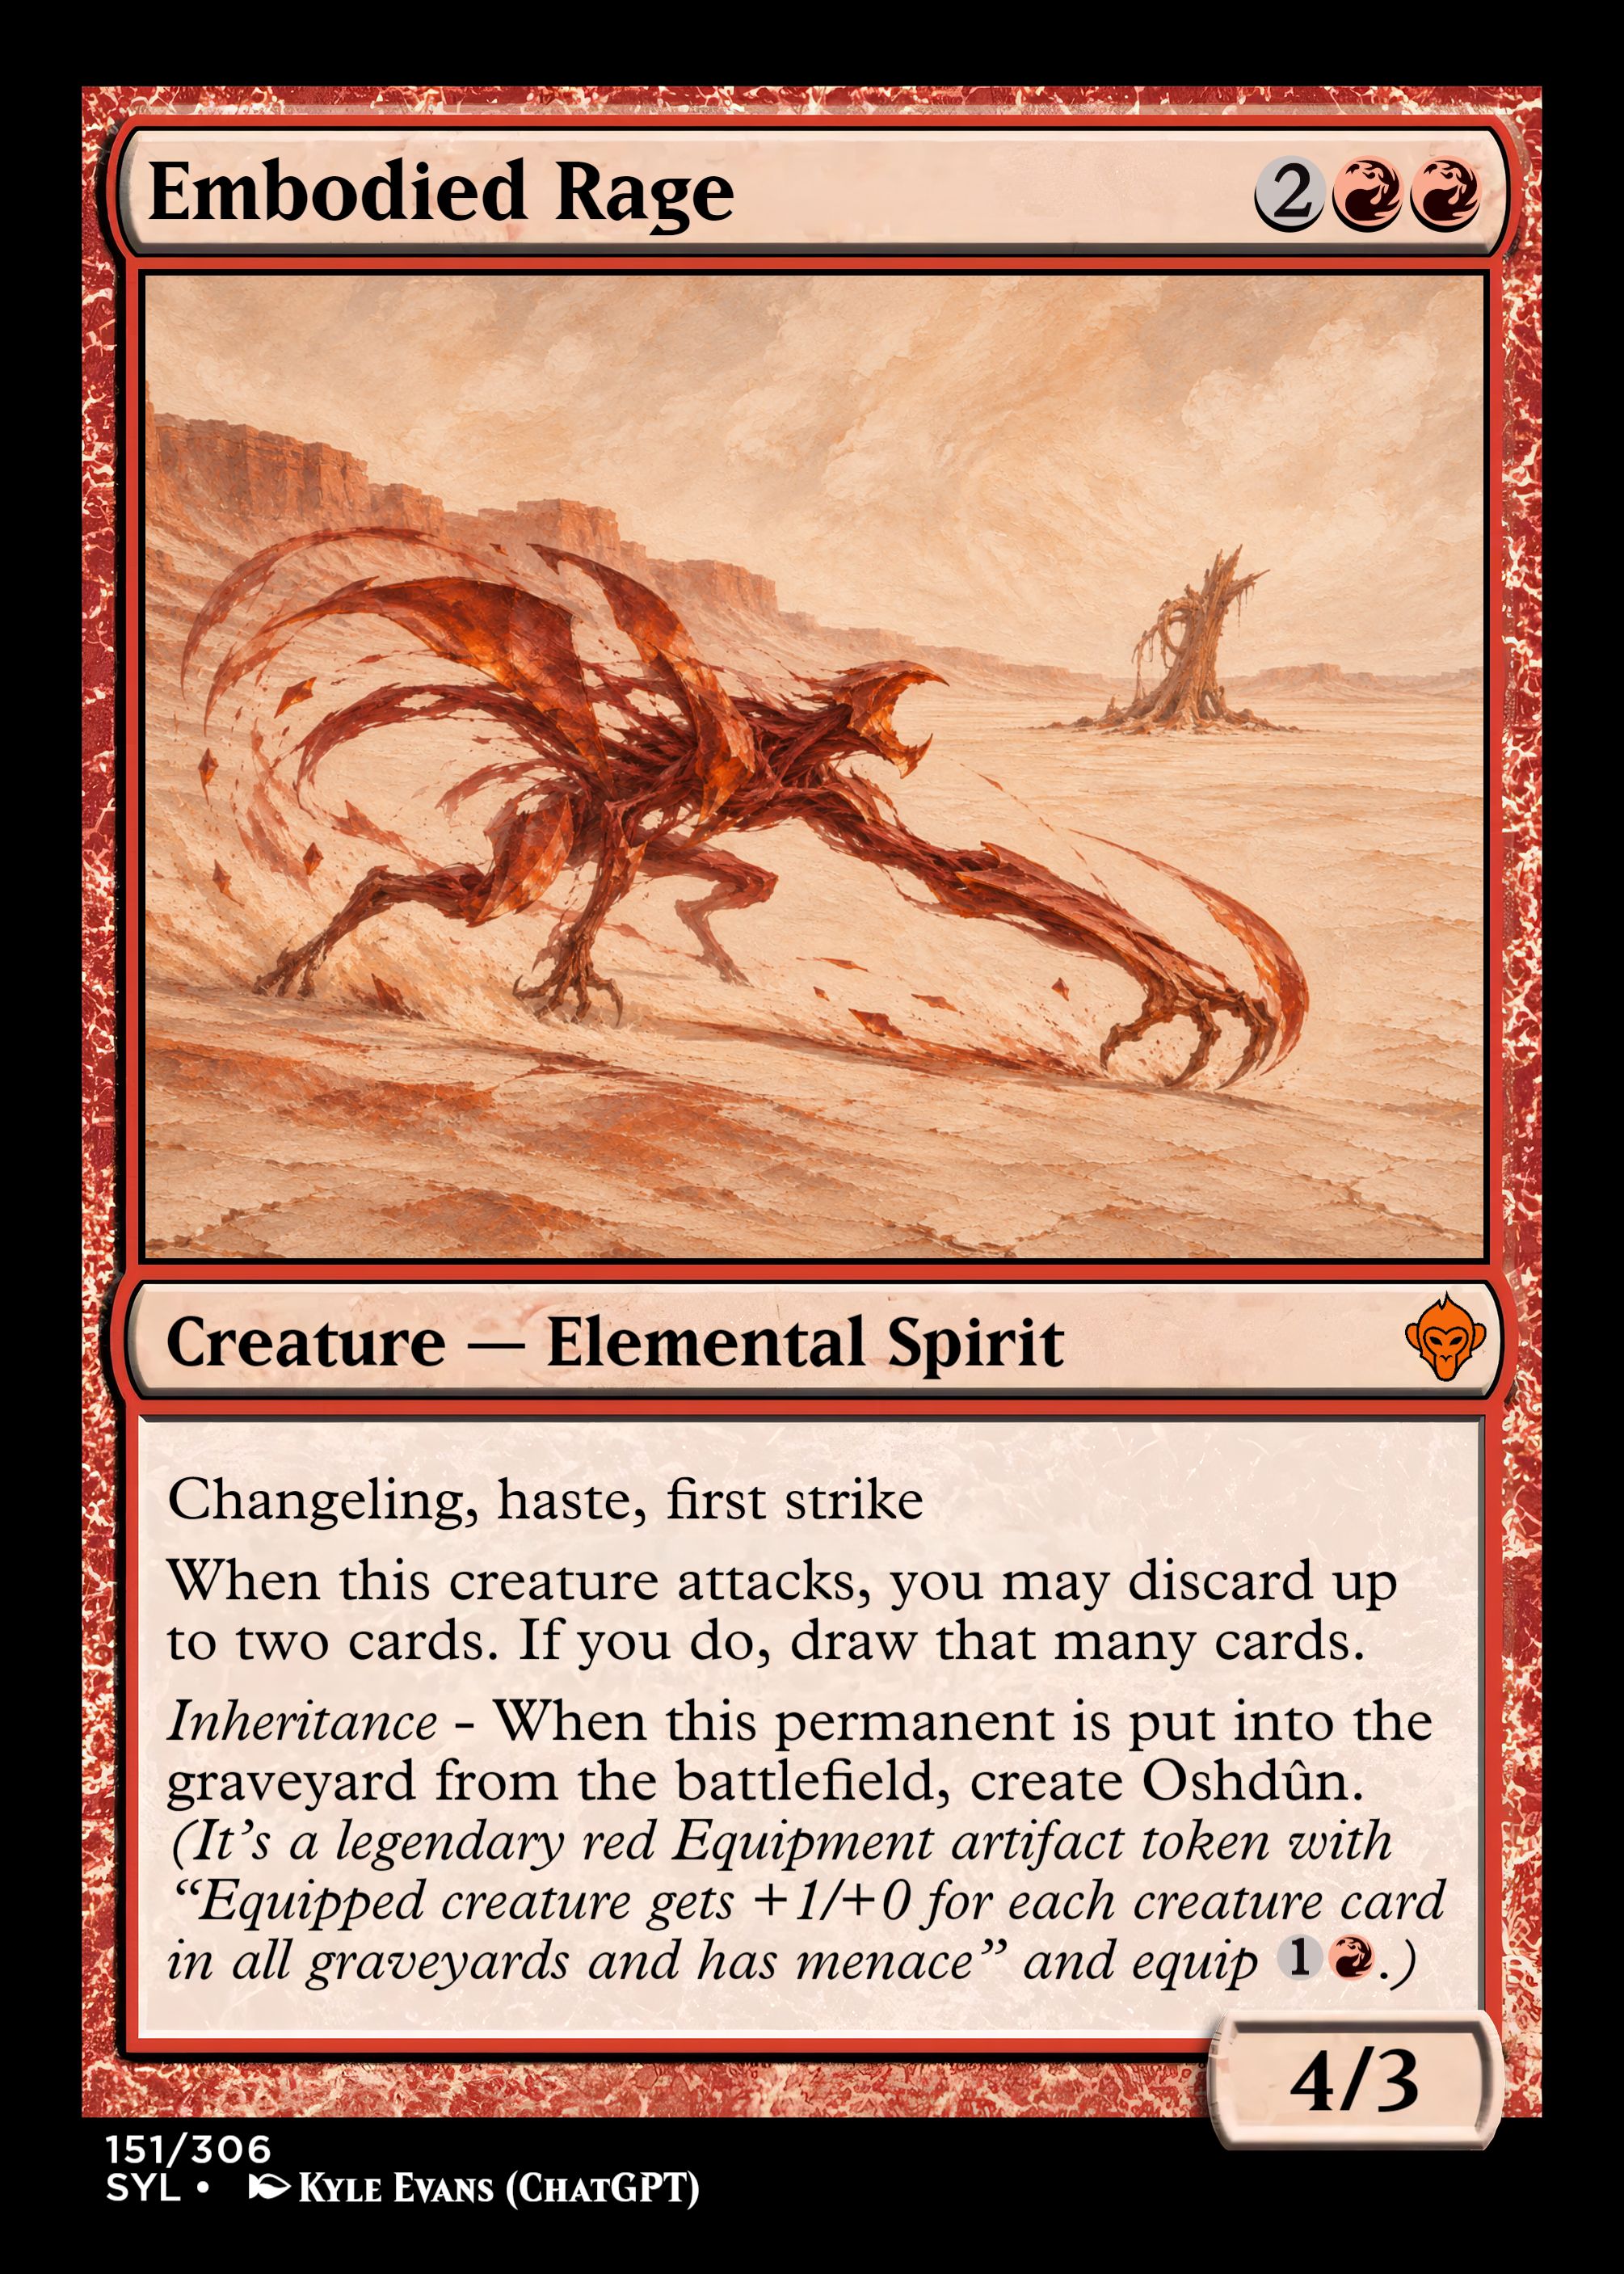 Embodied Rage 2
Creature — Elemental Spirit
Changeling, haste, first strike
When this creature attacks, you may discard up
to two cards. If you do, draw that many cards.
Inheritance - When this permanent is put into the
graveyard from the battlefield, create Oshdûn.
(It's a legendary red Equipment artifact token with
“Equipped creature gets +1/+0 for each creature card
in all graveyards and has menace” and equip 1.)
4/3
151/306
SYL • Kyle Evans (ChatGPT)